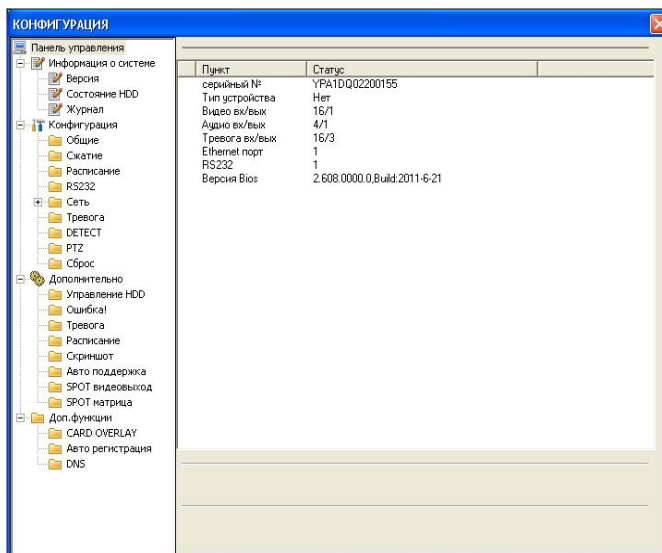 КОНФИГУРАЦИЯ
Панель управления
Информация о системе
Версия
Состояние HDD
Журнал
Конфигурация
Общие
Сжатие
Расписание
RS232
Сеть
Тревога
DETECT
PTZ
Сброс
Дополнительно
Управление HDD
Ошибка!
Тревога
Расписание
Скриншот
Авто поддержка
SPOT видеовыход
SPOT матрица
Доп.функции
CARD OVERLAY
Авто регистрация
DNS
Пункт Статус
серийный № YPA1DQ02200155
Тип устройства Нет
Видео вх/вых 16/1
Аудио вх/вых 4/1
Тревога вх/вых 16/3
Ethernet порт 1
RS232 1
Версия Bios 2.608.0000.0,Build:2011-6-21